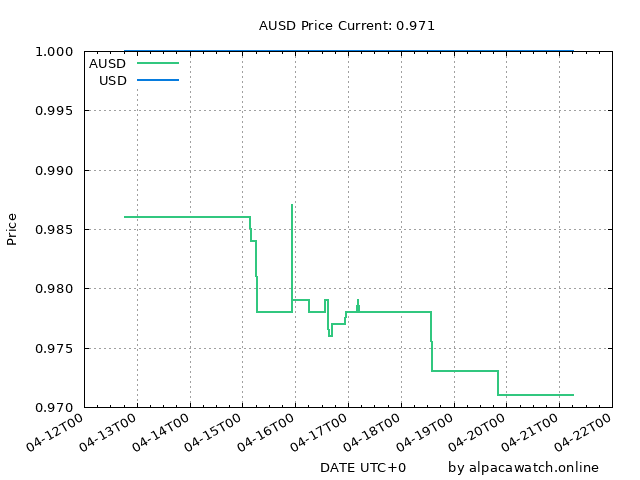 AUSD Price Current: 0.971
1.000
AUSD
USD
0.995
0.990
0.985
Price
0.980
0.975
0.970
04-12T00
04-13T00
04-14T00
04-15T00
04-16T00
04-17T00
04-18T00
04-19T00
04-20T00
04-21T00
04-22T00
DATE UTC+0
by alpacawatch.online